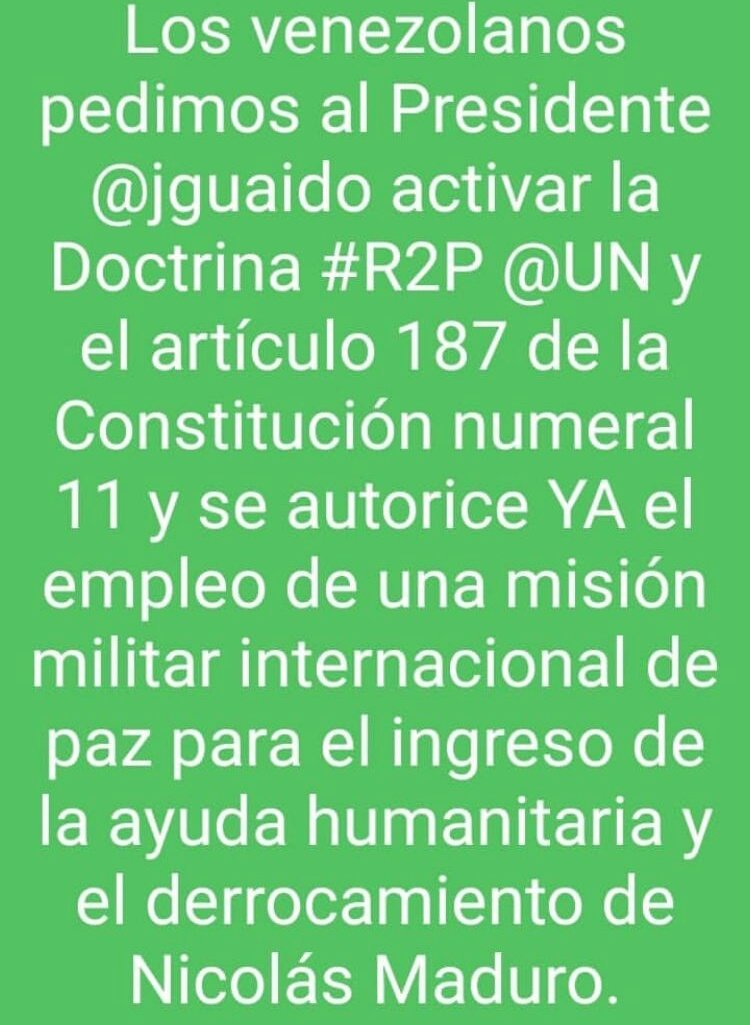 Los venezolanos
pedimos al Presidente
@jguaido activar la
Doctrina #R2P @UN y
el artículo 187 de la
Constitución numeral
11 y se autorice YA el
empleo de una misión
militar internacional de
paz para el ingreso de
la ayuda humanitaria y
el derrocamiento de
Nicolás Maduro.